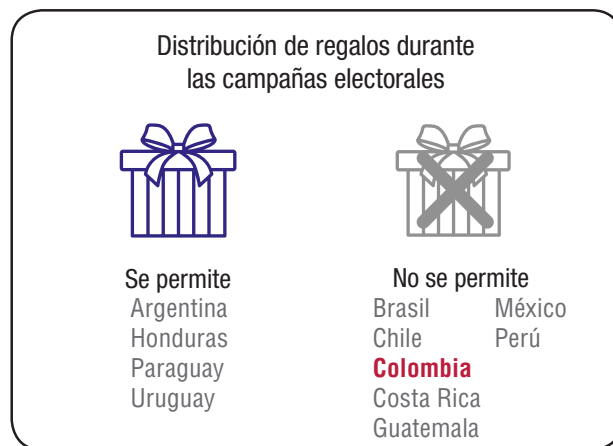 Distribución de regalos durante
las campañas electorales
Se permite
Argentina
Honduras
Paraguay
Uruguay
No se permite
Brasil
Chile
Colombia
Costa Rica
Guatemala
México
Perú